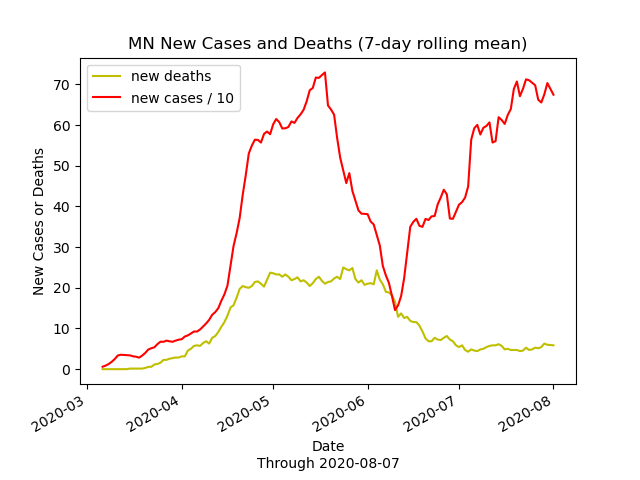 MN New Cases and Deaths (7-day rolling mean)
new deaths
new cases / 10
New Cases or Deaths
70
60
50
40
30
20
10
0
2020-03
2020-04
2020-05
2020-06
2020-07
2020-08
Date
Through 2020-08-07